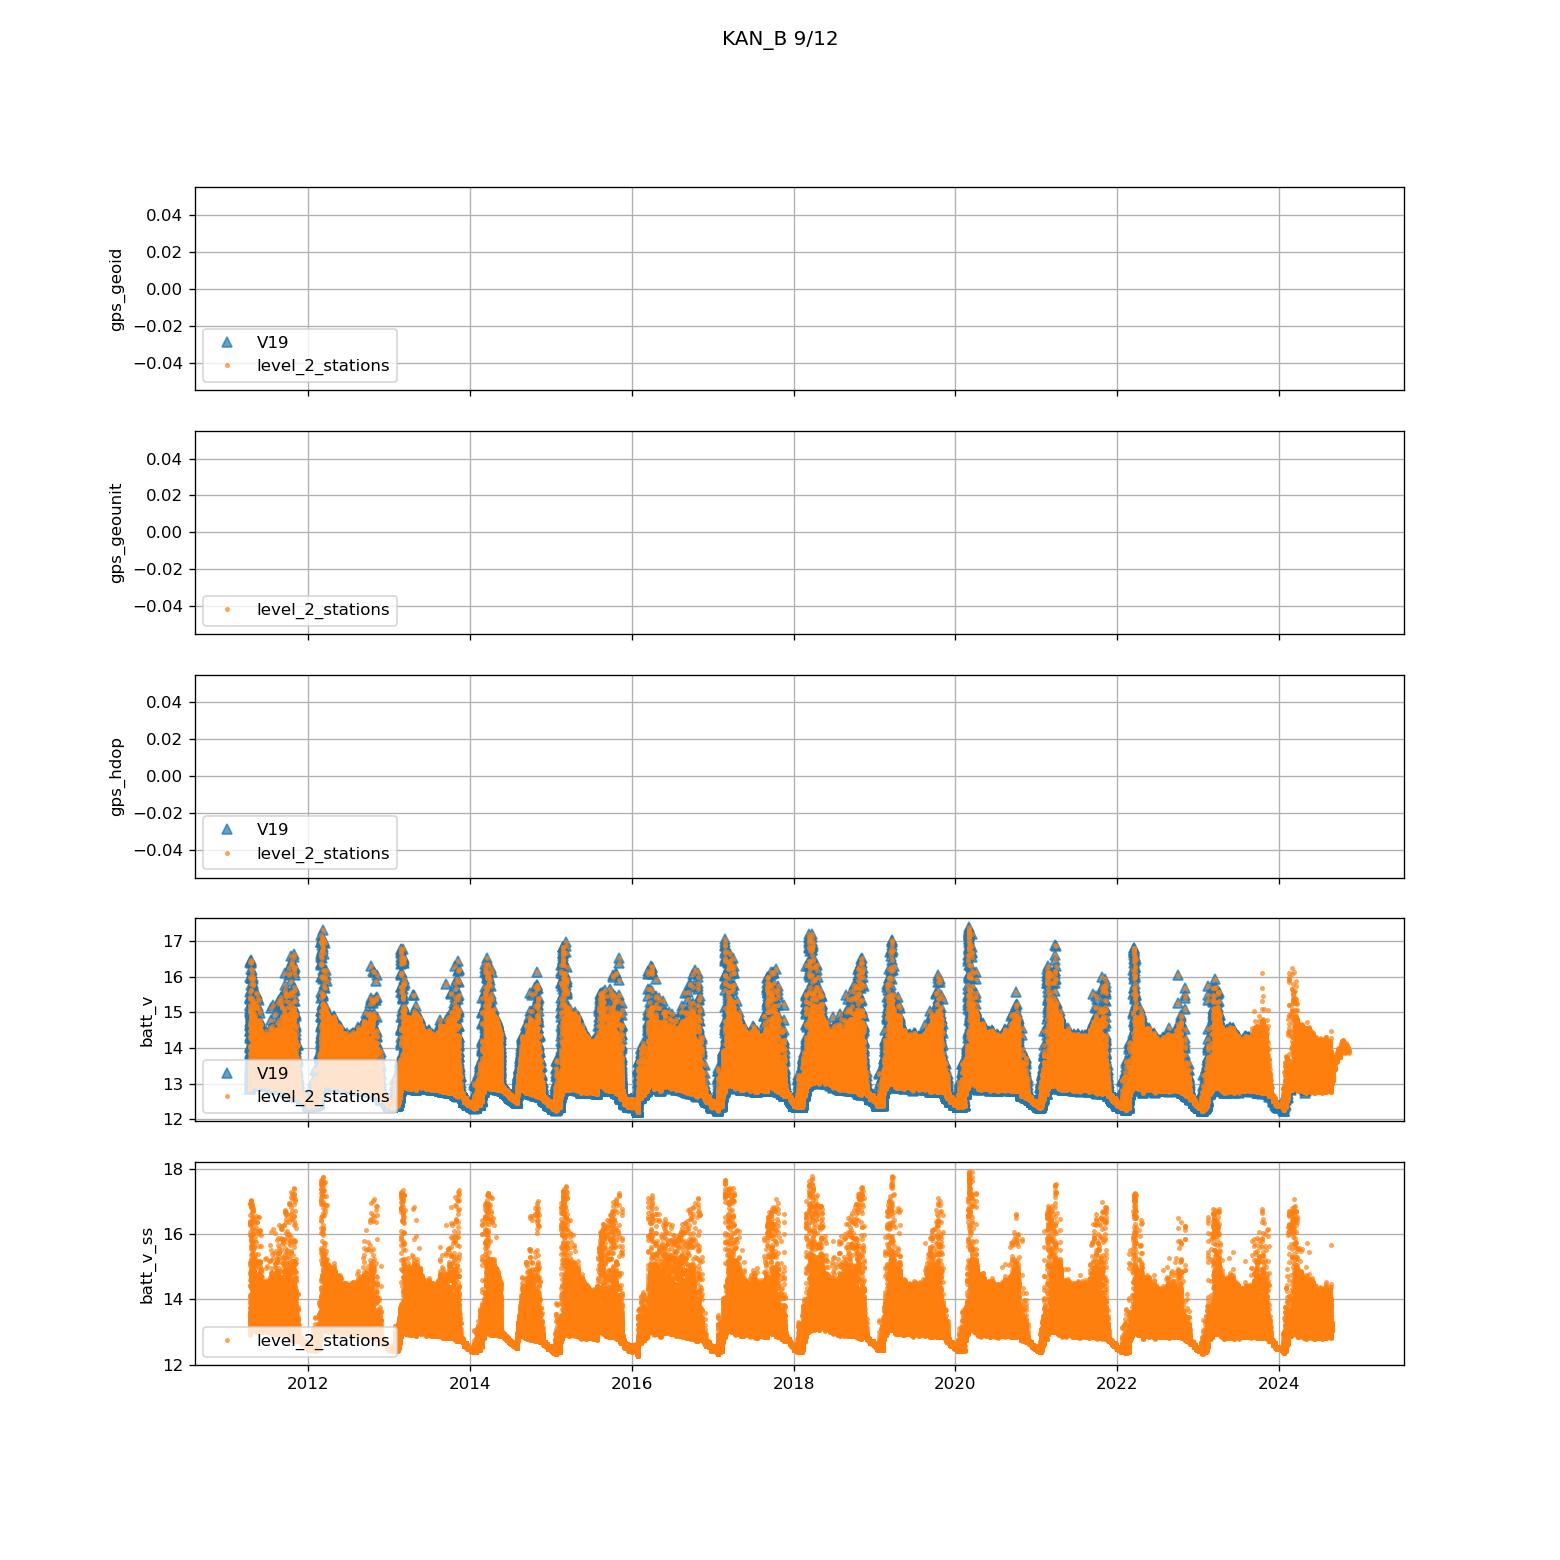 KAN_B 9/12
gps_geoid
0.04
0.02
0.00
−0.02
−0.04
V19
level_2_stations
gps_geounit
0.04
0.02
0.00
−0.02
−0.04
level_2_stations
gps_hdop
0.04
0.02
0.00
−0.02
−0.04
V19
level_2_stations
batt_v
17
16
15
14
13
12
V19
level_2_stations
batt_v_ss
18
16
14
12
level_2_stations
2012 2014 2016 2018 2020 2022 2024